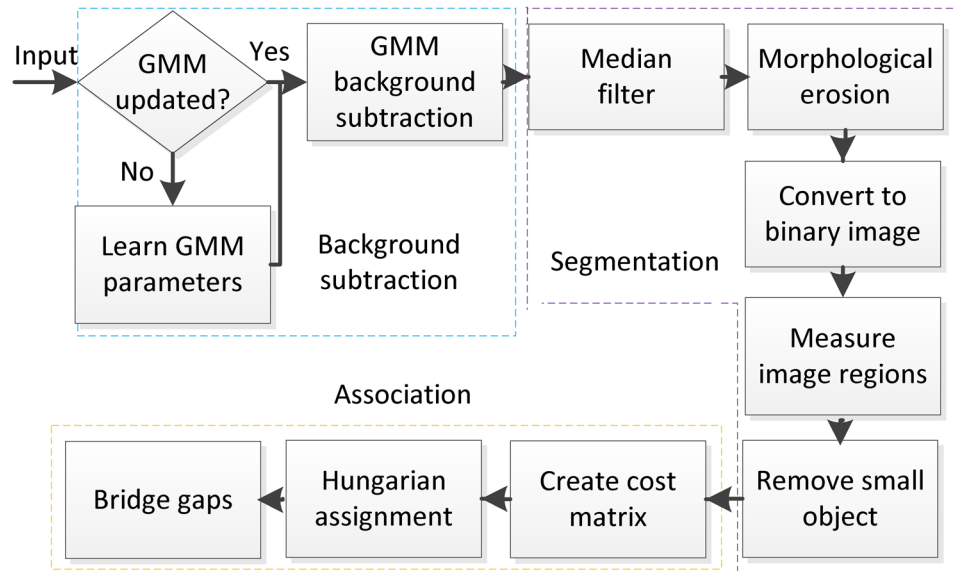 Input
GMM
updated?
Yes
No
Learn GMM
parameters
GMM
background
subtraction
Background
subtraction
Median
filter
Morphological
erosion
Convert to
binary image
Segmentation
Measure
image regions
Remove small
object
Association
Create cost
matrix
Hungarian
assignment
Bridge gaps